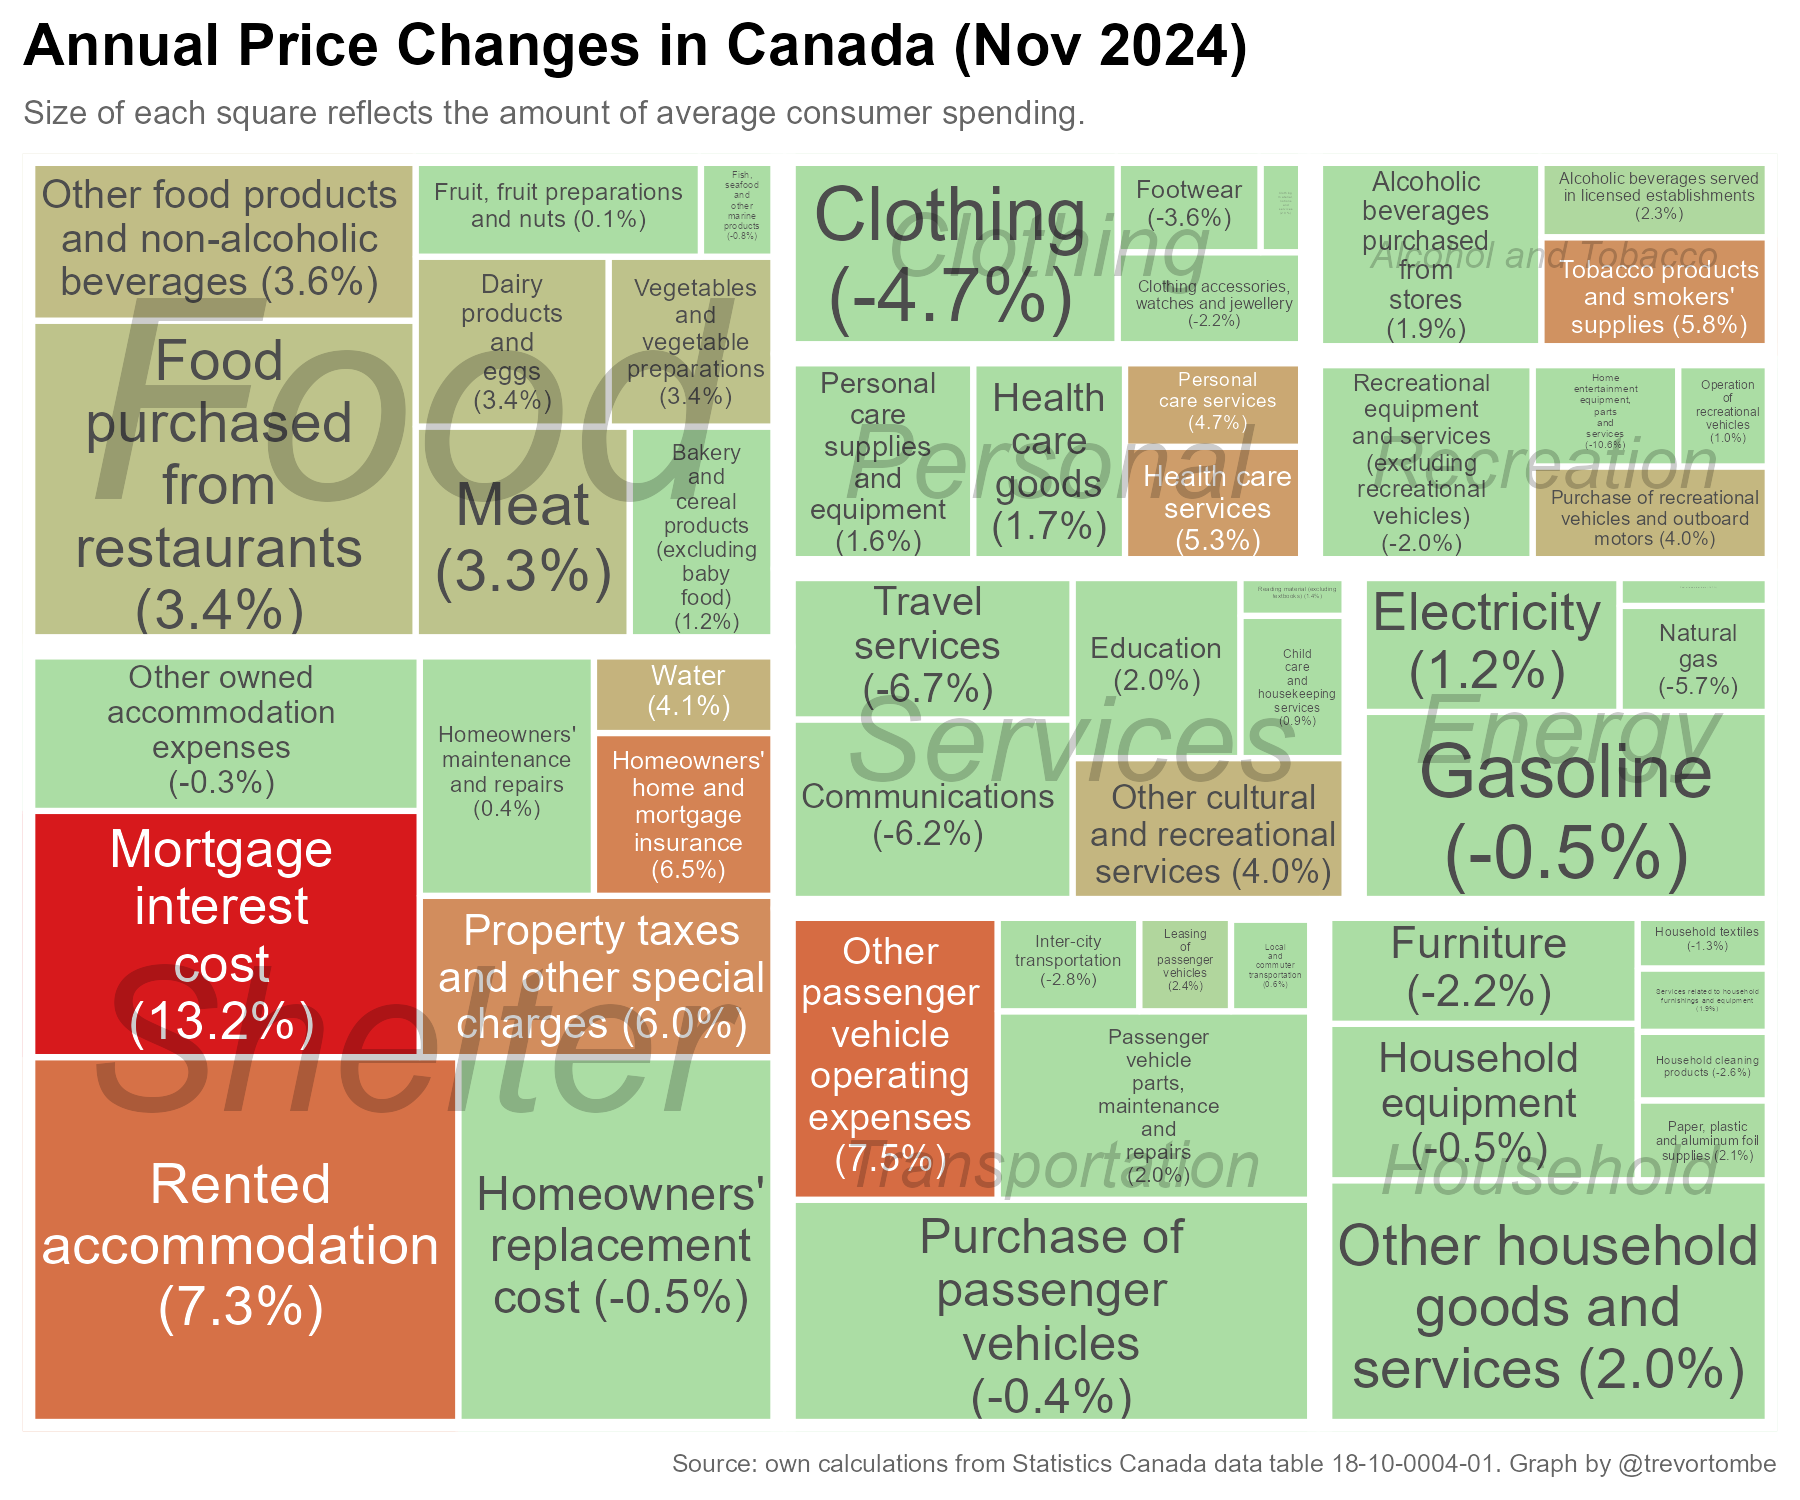 Annual Price Changes in Canada (Nov 2024)
Size of each square reflects the amount of average consumer spending.
Food
Other food products
and non-alcoholic
beverages (3.6%)
Fruit, fruit preparations
and nuts (0.1%)
Fish,
seafood
and
other
marine
products
(-0.8%)
Food
purchased
from
restaurants
(3.4%)
Dairy
products
and
eggs
(3.4%)
Vegetables
and
vegetable
preparations
(3.4%)
Meat
(3.3%)
Bakery
and
cereal
products
(excluding
baby
food)
(1.2%)
Clothing
Clothing
(-4.7%)
Footwear
(-3.6%)
Clothing accessories,
watches and jewellery
(-2.2%)
Alcohol and Tobacco
Alcoholic
beverages
purchased
from
stores
(1.9%)
Alcoholic beverages served
in licensed establishments
(2.3%)
Tobacco products
and smokers'
supplies (5.8%)
Personal
Personal
care
supplies
and
equipment
(1.6%)
Health
care
goods
(1.7%)
Personal
care services
(4.7%)
Health care
services
(5.3%)
Recreation
Recreational
equipment
and services
(excluding
recreational
vehicles)
(-2.0%)
Home
entertainment
equipment,
parts
and
services
(-10.6%)
Operation
of
recreational
vehicles
(1.0%)
Purchase of recreational
vehicles and outboard
motors (4.0%)
Shelter
Other owned
accommodation
expenses
(-0.3%)
Homeowners'
maintenance
and repairs
(0.4%)
Water
(4.1%)
Homeowners'
home and
mortgage
insurance
(6.5%)
Mortgage
interest
cost
(13.2%)
Property taxes
and other special
charges (6.0%)
Rented
accommodation
(7.3%)
Homeowners'
replacement
cost (-0.5%)
Services
Travel
services
(-6.7%)
Education
(2.0%)
Reading material (excluding
textbooks) (1.4%)
Child
care
and
housekeeping
services
(0.9%)
Communications
(-6.2%)
Other cultural
and recreational
services (4.0%)
Energy
Electricity
(1.2%)
Natural
gas
(-5.7%)
Gasoline
(-0.5%)
Transportation
Other
passenger
vehicle
operating
expenses
(7.5%)
Inter-city
transportation
(-2.8%)
Leasing
of
passenger
vehicles
(2.4%)
Local
and
commuter
transportation
(0.6%)
Passenger
vehicle
parts,
maintenance
and
repairs
(2.0%)
Purchase of
passenger
vehicles
(-0.4%)
Household
Furniture
(-2.2%)
Household textiles
(-1.3%)
Services related to household
furnishings and equipment
(1.9%)
Household
equipment
(-0.5%)
Household cleaning
products (-2.6%)
Paper, plastic
and aluminum foil
supplies (2.1%)
Other household
goods and
services (2.0%)
Source: own calculations from Statistics Canada data table 18-10-0004-01. Graph by @trevortombe